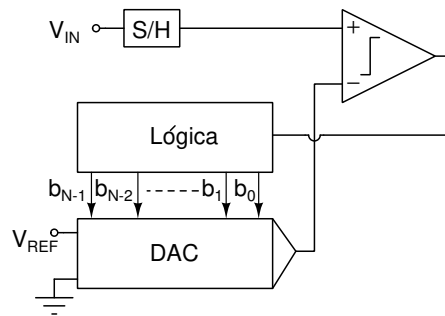 V_IN
S/H
+
−
Lógica
b_N-1 b_N-2 b_1 b_0
V_REF
DAC